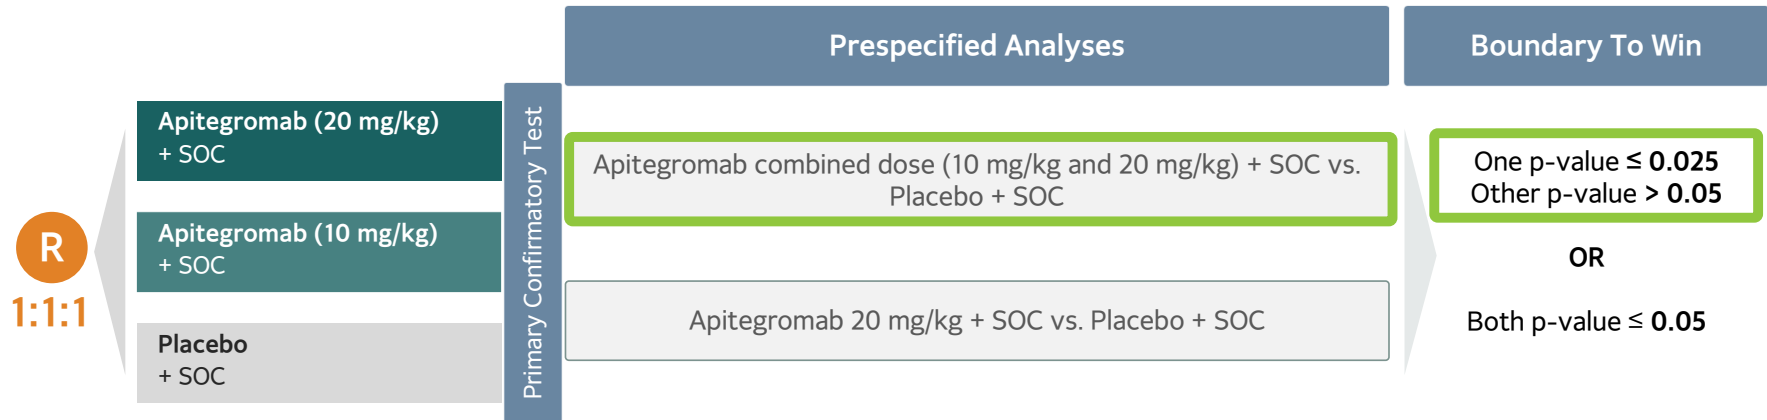 Prespecified Analyses
Boundary To Win
R
1:1:1
Apitegromab (20 mg/kg)
+ SOC
Apitegromab (10 mg/kg)
+ SOC
Placebo
+ SOC
Primary Confirmatory Test
Apitegromab combined dose (10 mg/kg and 20 mg/kg) + SOC vs.
Placebo + SOC
Apitegromab 20 mg/kg + SOC vs. Placebo + SOC
One p-value ≤ 0.025
Other p-value > 0.05
OR
Both p-value ≤ 0.05